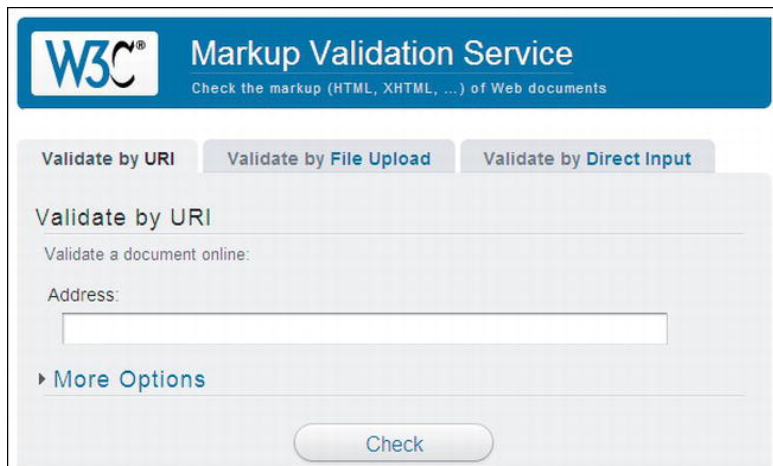 W3C®
Markup Validation Service
Check the markup (HTML, XHTML, ...) of Web documents
Validate by URI
Validate by File Upload
Validate by Direct Input
Validate by URI
Validate a document online:
Address:
More Options
Check